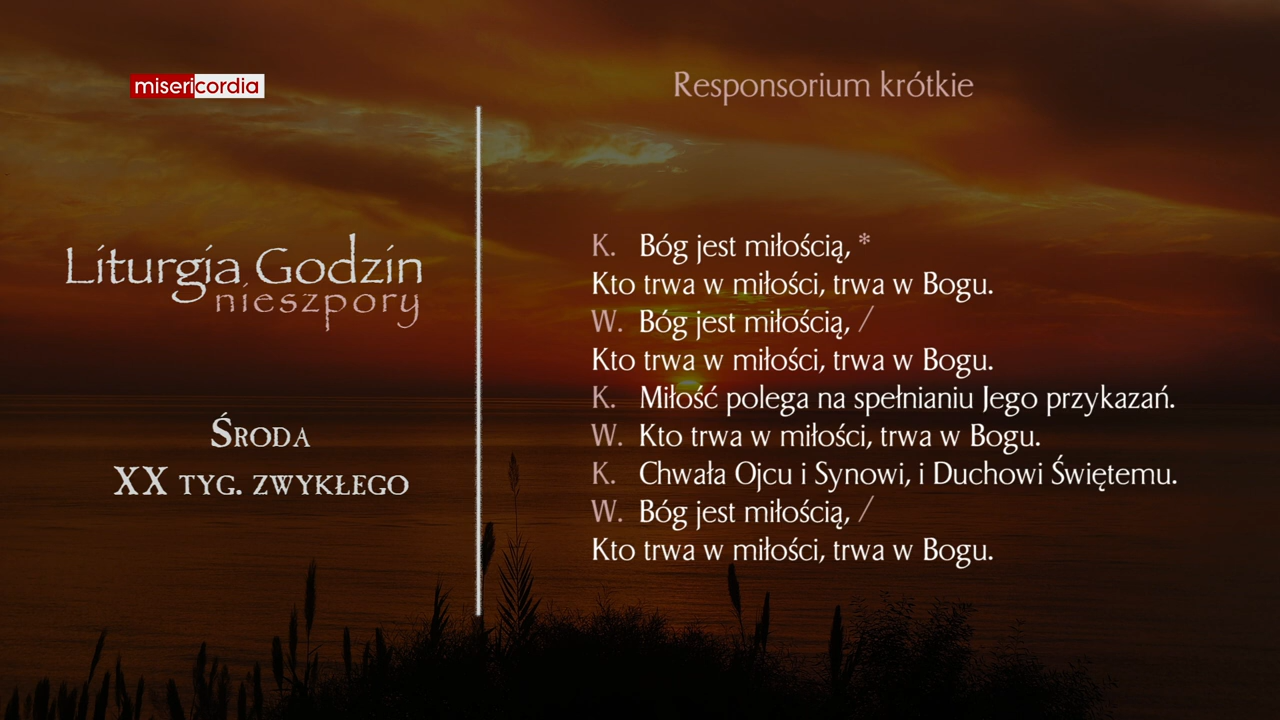 misericordia
Liturgia Godzin
nieszpory
Środa
XX tyg. zwykłego
Responsorium krótkie
K. Bóg jest miłością, *
Kto trwa w miłości, trwa w Bogu.
W. Bóg jest miłością, /
Kto trwa w miłości, trwa w Bogu.
K. Miłość polega na spełnianiu Jego przykazań.
W. Kto trwa w miłości, trwa w Bogu.
K. Chwała Ojcu i Synowi, i Duchowi Świętemu.
W. Bóg jest miłością, /
Kto trwa w miłości, trwa w Bogu.